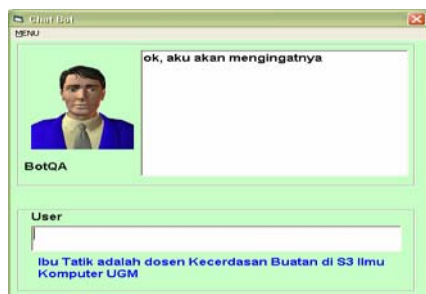 Chat Bot
MENU
ok, aku akan mengingatnya
BotQA
User
Ibu Tatik adalah dosen Kecerdasan Buatan di S3 Ilmu
Komputer UGM